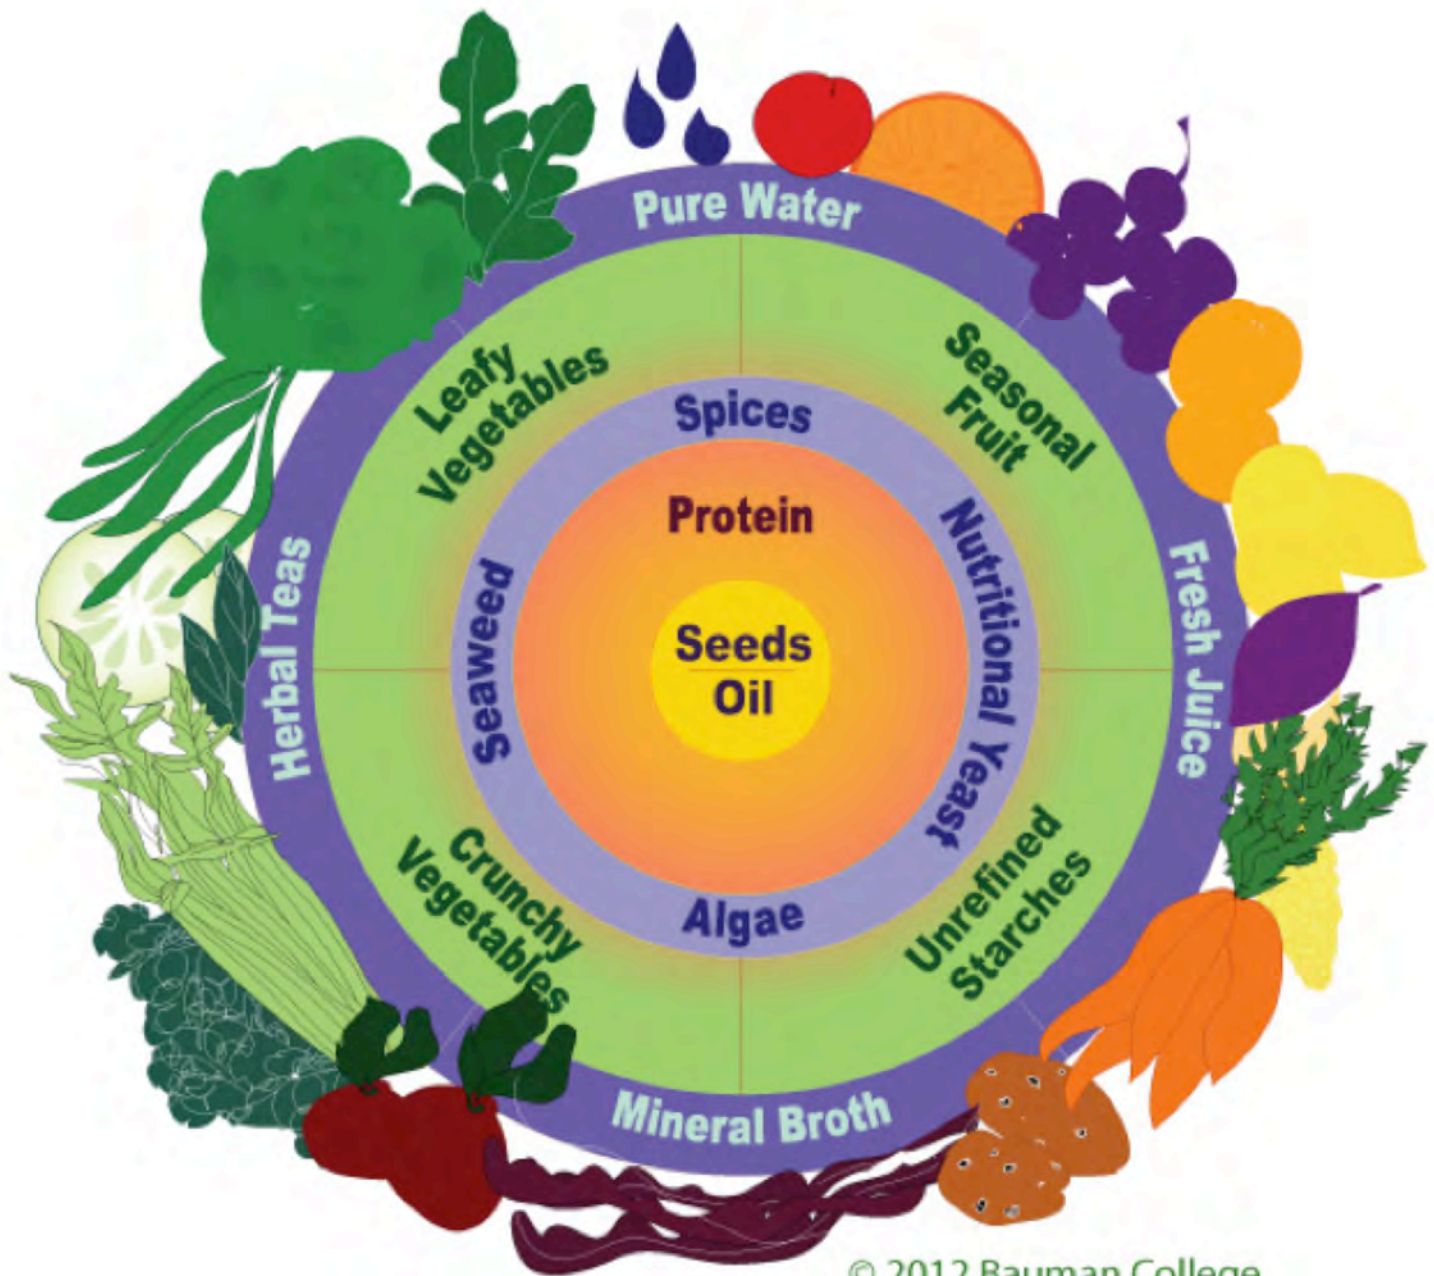 Pure Water
Leafy
Vegetables
Seasonal
Fruit
Spices
Protein
Seeds
Oil
Seaweed
Nutritional Yeast
Herbal Teas
Fresh Juice
Crunchy
Vegetables
Algae
Unrefined
Starches
Mineral Broth
© 2012 Bauman College